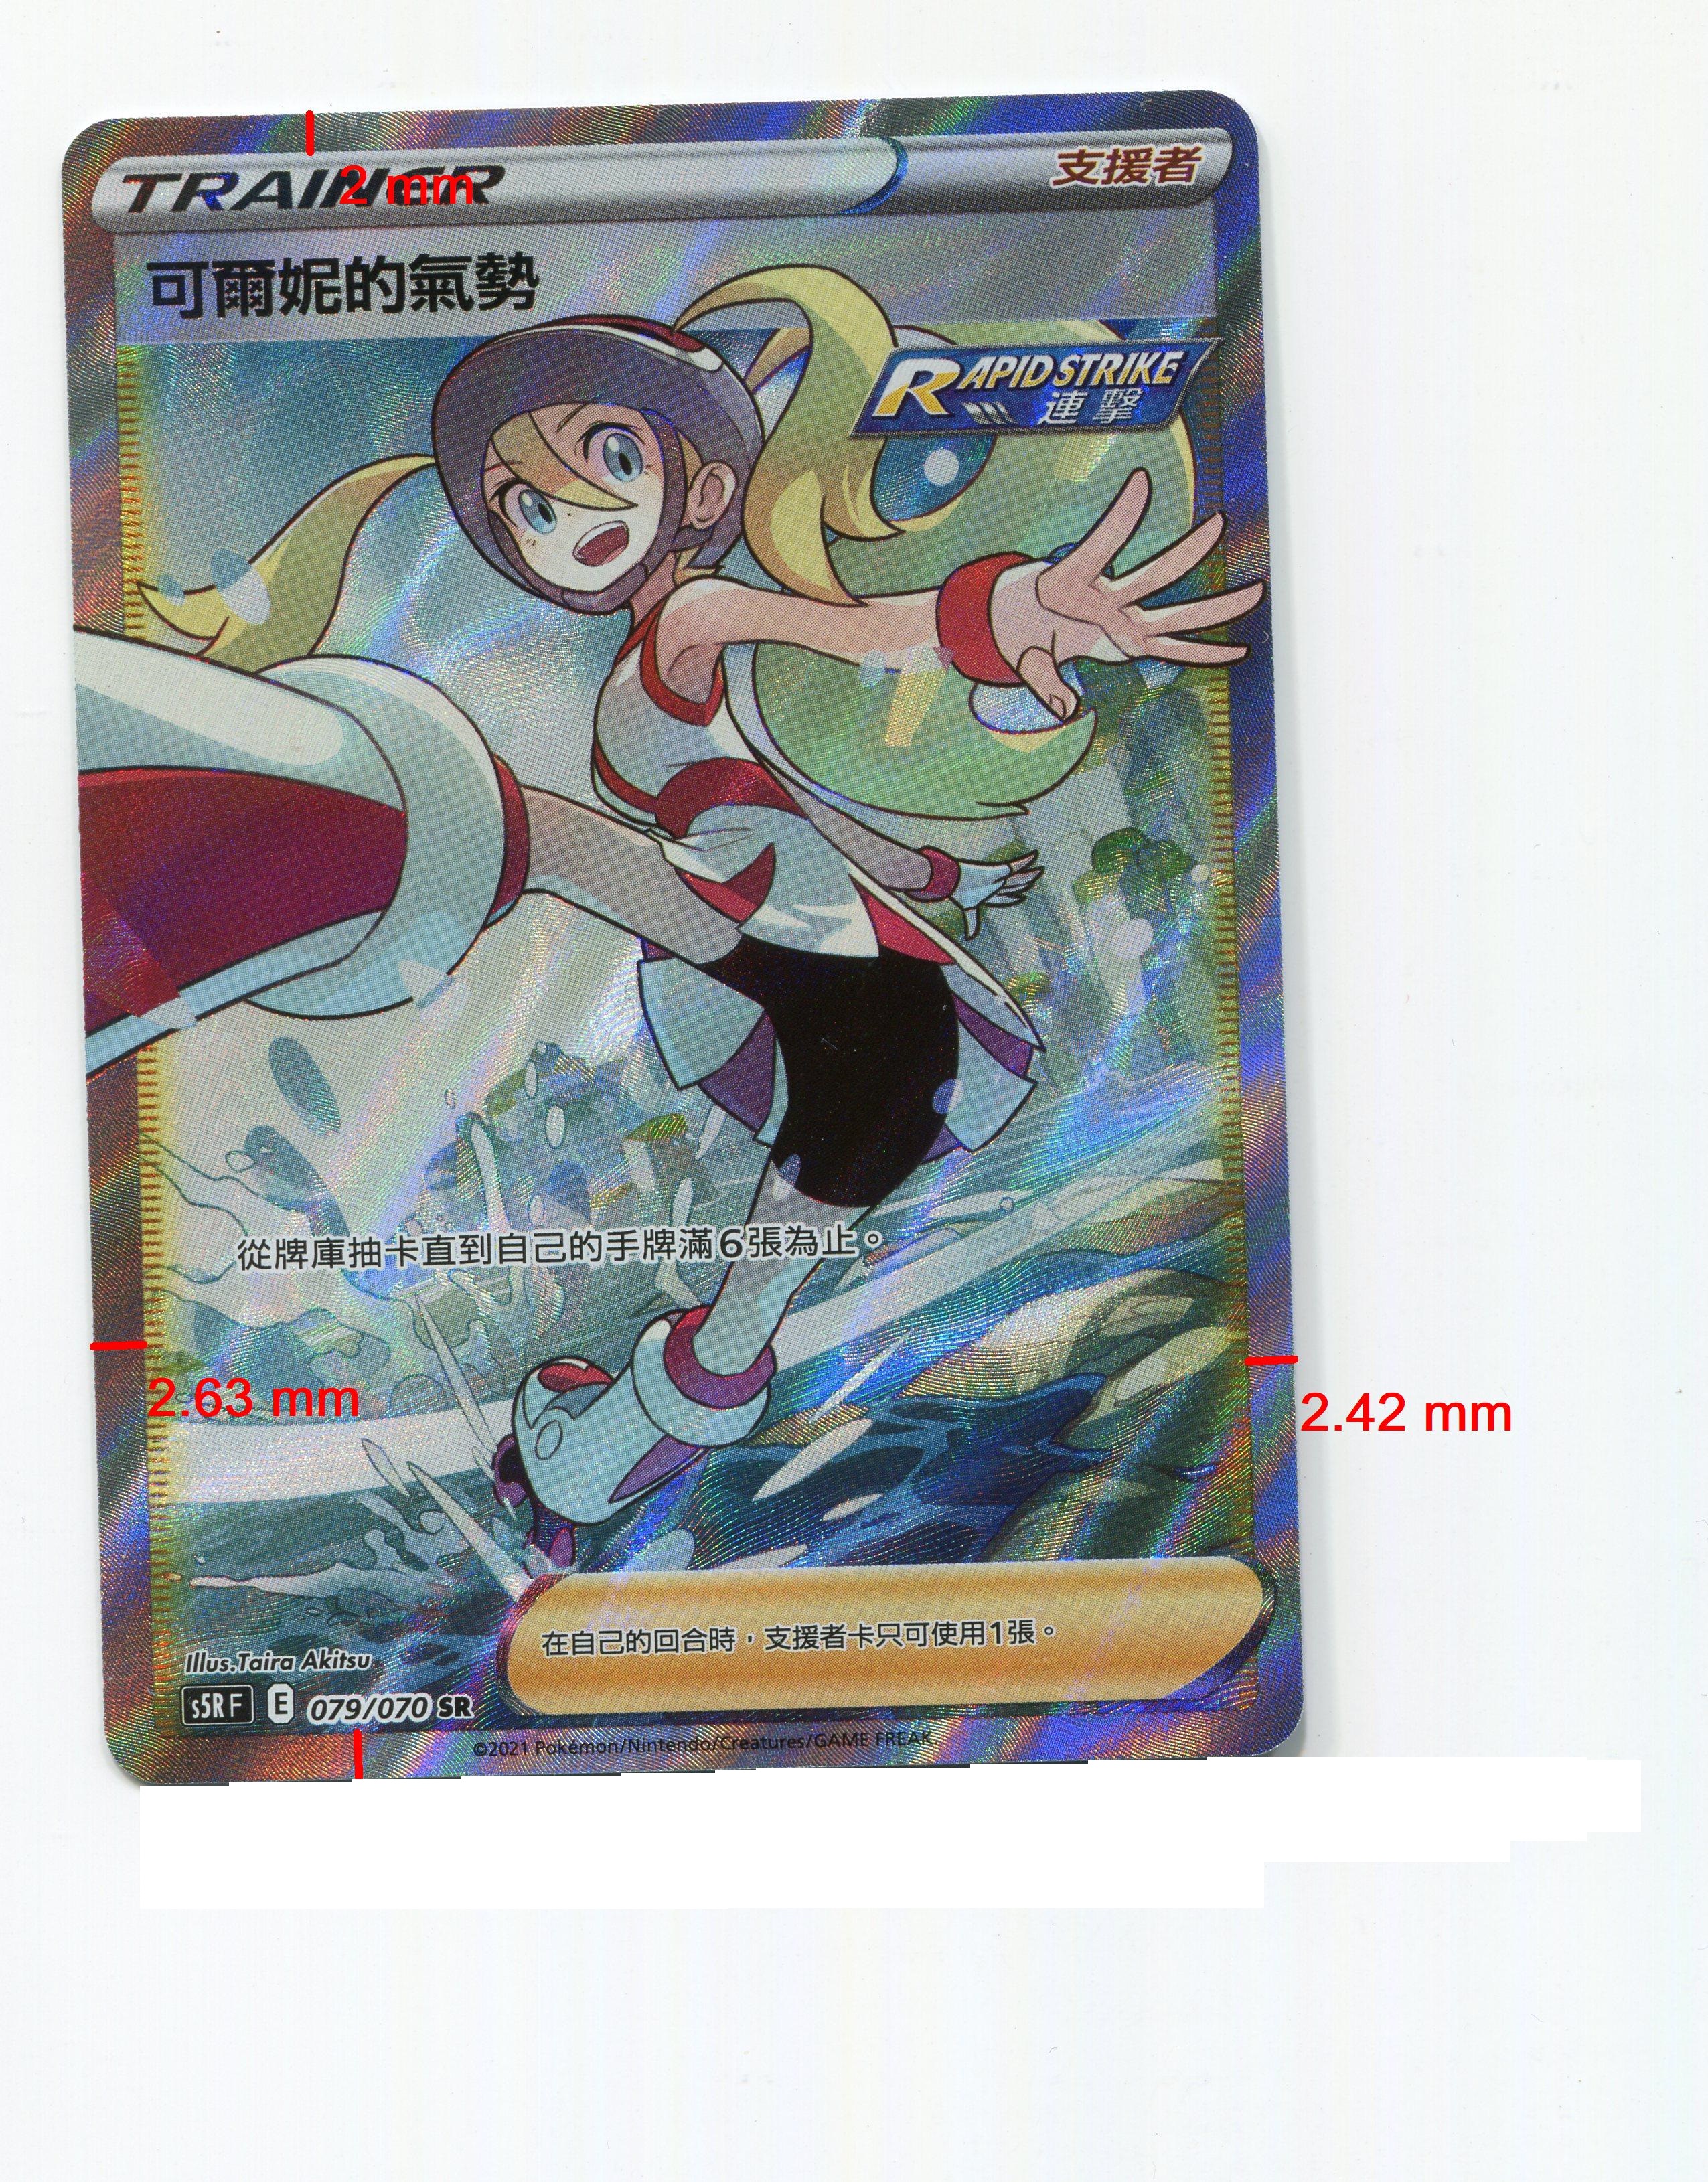 TRAINER
支援者
2 mm
可爾妮的氣勢
RAPID STRIKE
連擊
從牌庫抽卡直到自己的手牌滿6張為止。
2.63 mm
2.42 mm
在自己的回合時，支援者卡只可使用1張。
Illus.Taira Akitsu
s5R F E 079/070 SR
©2021 Pokémon/Nintendo/Creatures/GAME FREAK